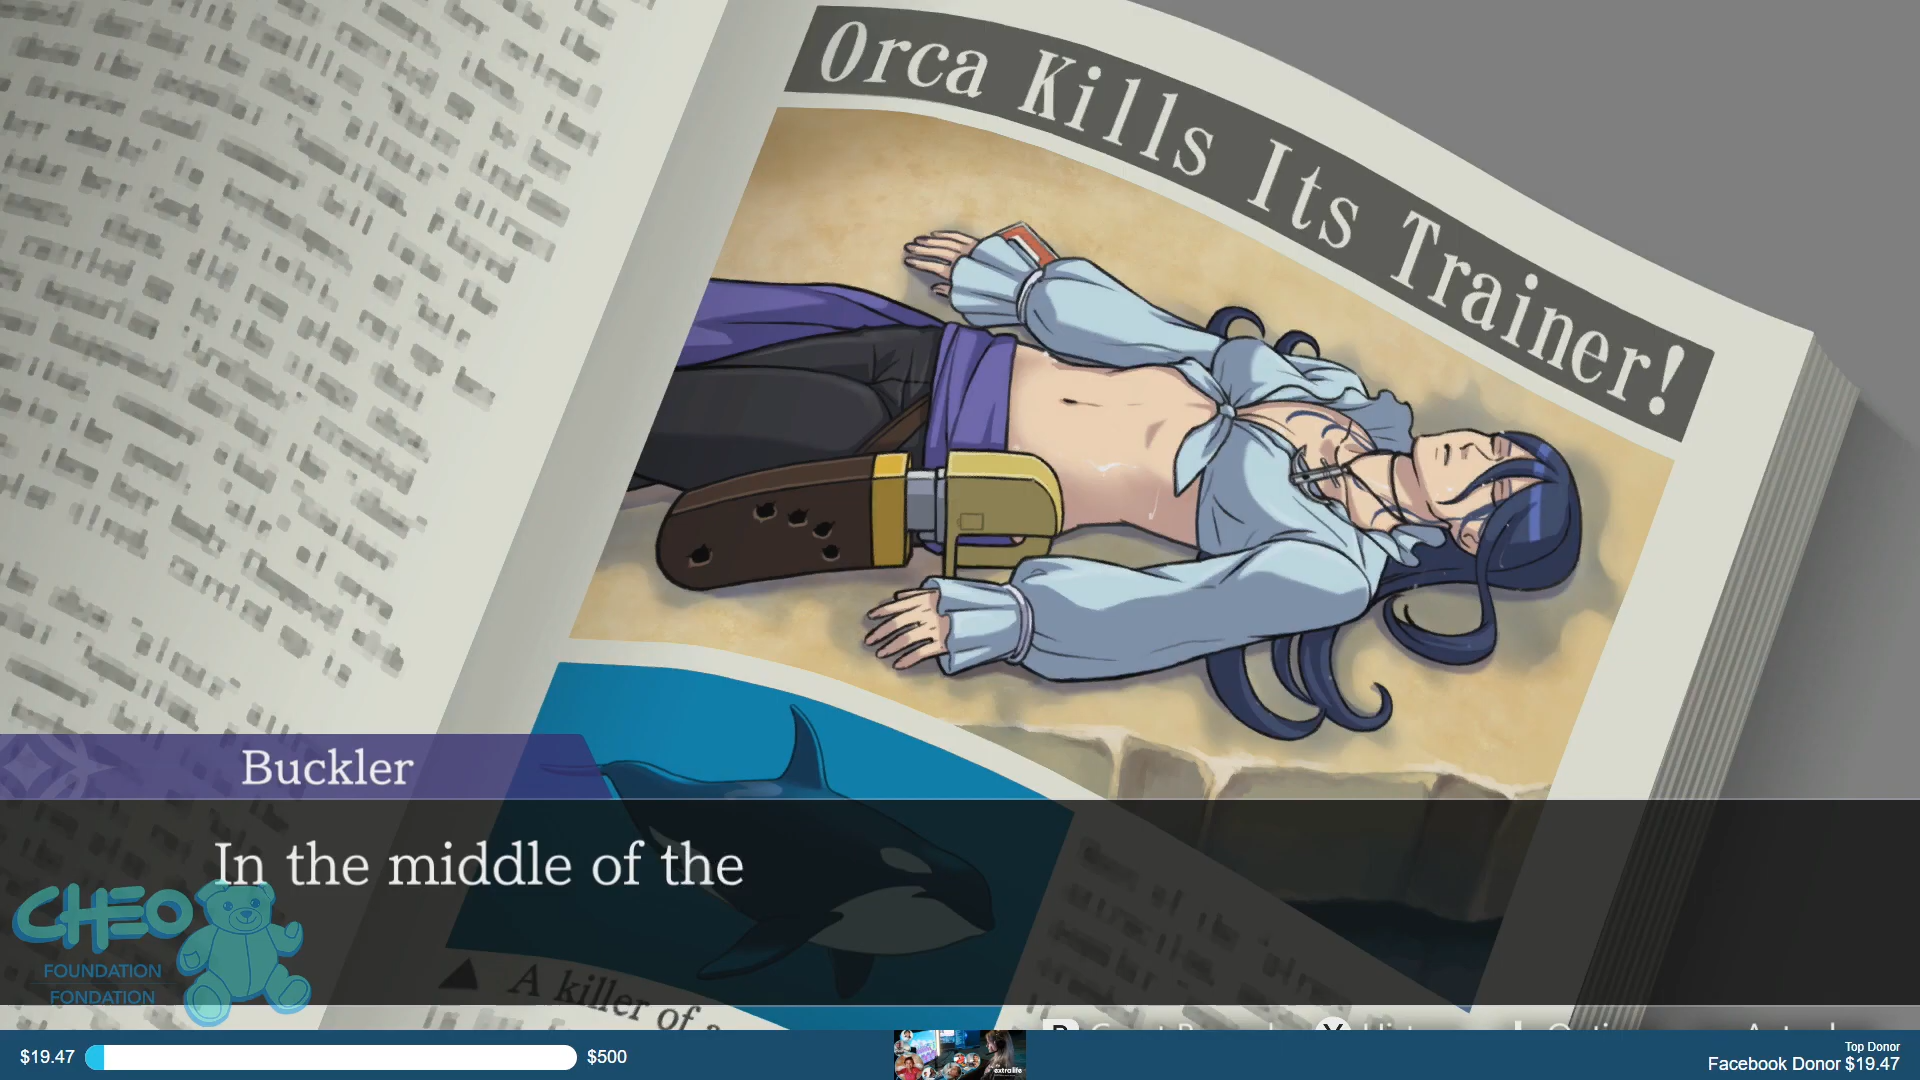 Orca Kills Its Trainer!
Buckler
In the middle of the
CHEO
FOUNDATION
FONDATION
▲ A killer of a
$19.47
$500
extralife
Top Donor
Facebook Donor $19.47